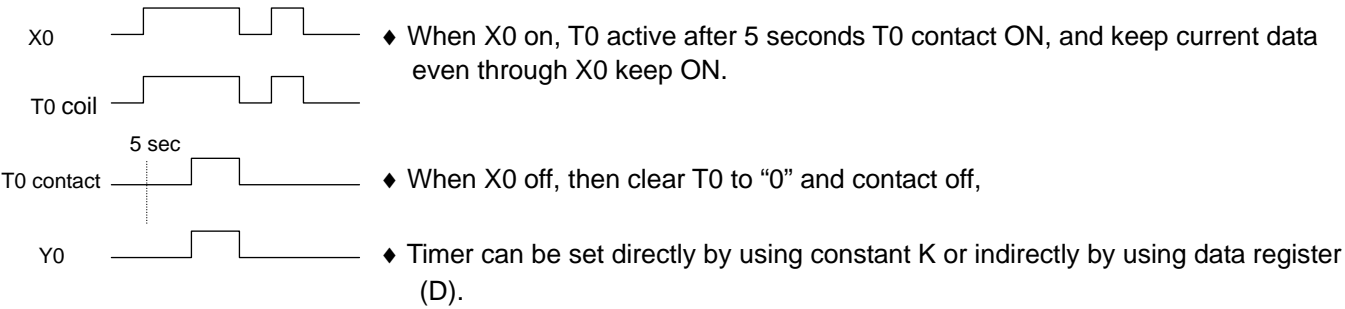 X0
♦ When X0 on, T0 active after 5 seconds T0 contact ON, and keep current data
even through X0 keep ON.
T0 coil
5 sec
T0 contact
♦ When X0 off, then clear T0 to “0” and contact off,
Y0
♦ Timer can be set directly by using constant K or indirectly by using data register
(D).